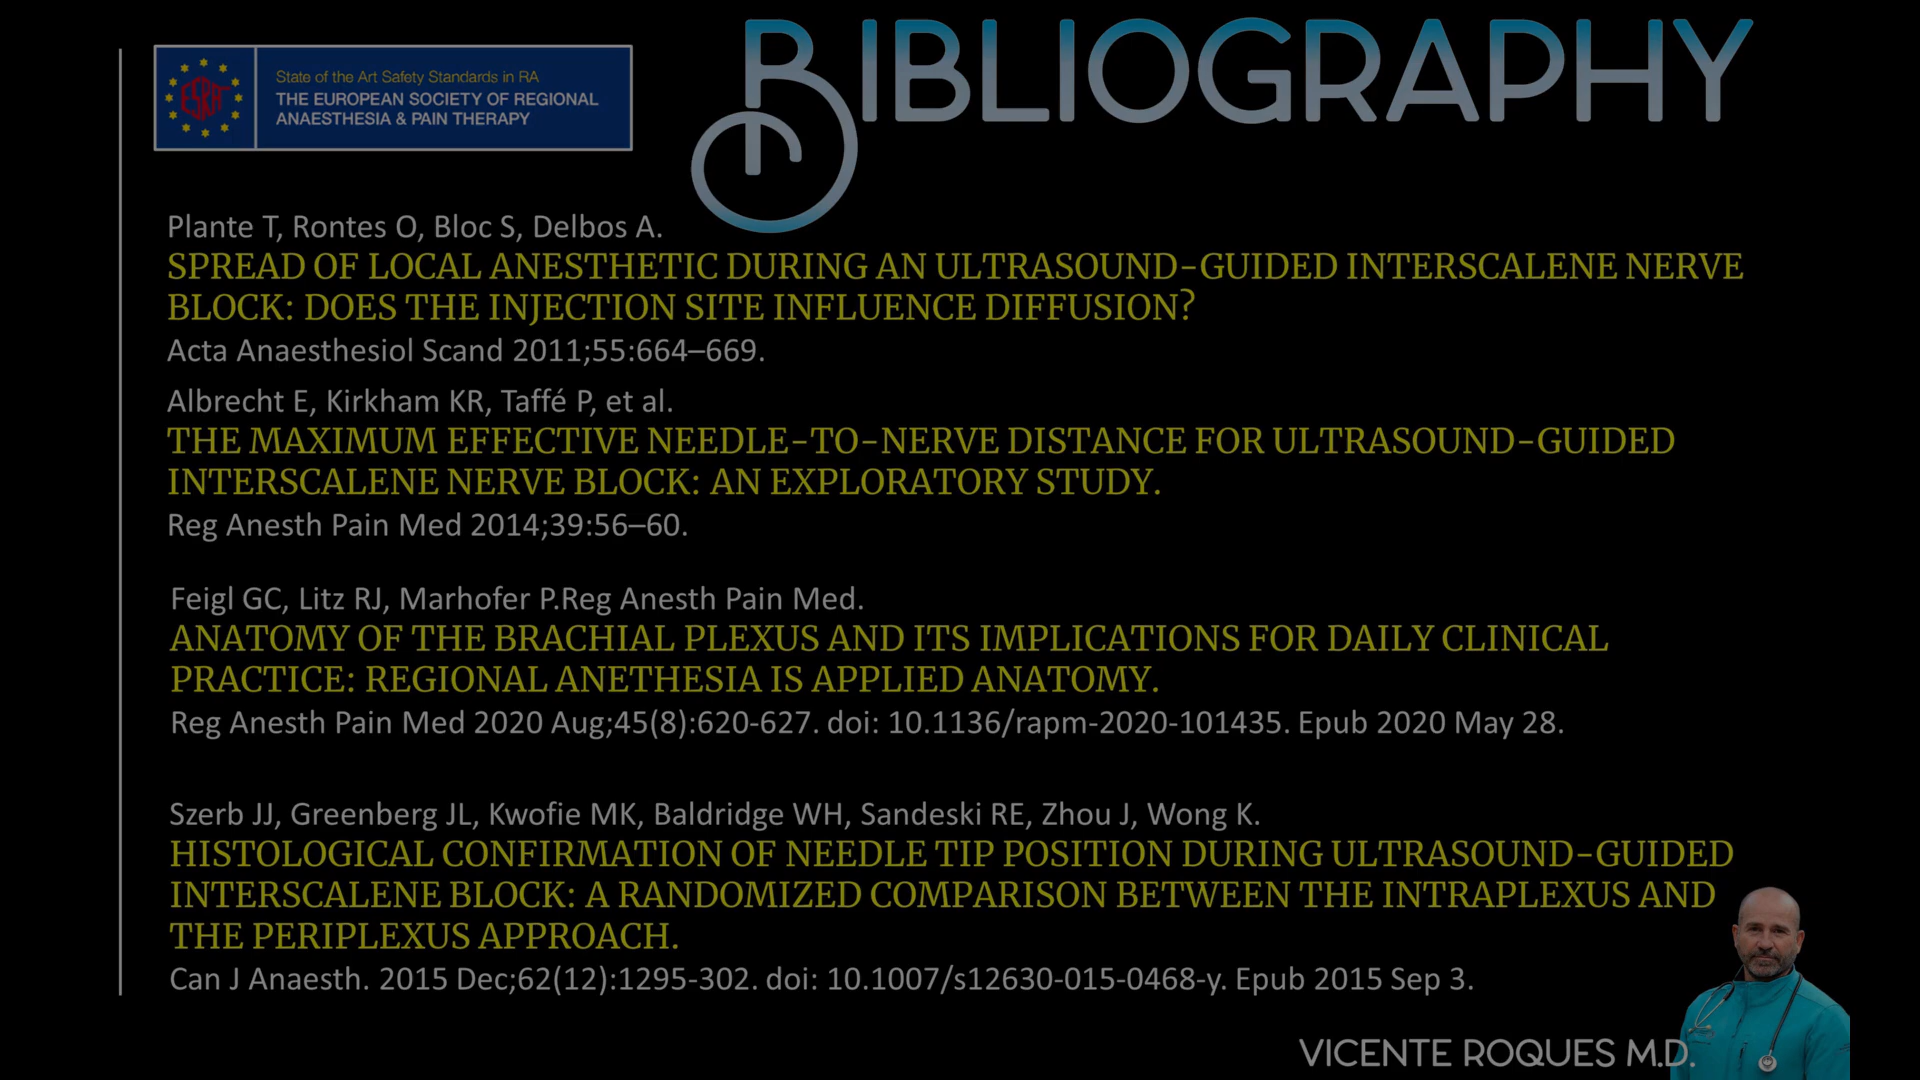 BIBLIOGRAPHY
ESRA
State of the Art Safety Standards in RA
THE EUROPEAN SOCIETY OF REGIONAL
ANAESTHESIA & PAIN THERAPY
Plante T, Rontes O, Bloc S, Delbos A.
SPREAD OF LOCAL ANESTHETIC DURING AN ULTRASOUND-GUIDED INTERSCALENE NERVE
BLOCK: DOES THE INJECTION SITE INFLUENCE DIFFUSION?
Acta Anaesthesiol Scand 2011;55:664–669.
Albrecht E, Kirkham KR, Taffé P, et al.
THE MAXIMUM EFFECTIVE NEEDLE-TO-NERVE DISTANCE FOR ULTRASOUND-GUIDED
INTERSCALENE NERVE BLOCK: AN EXPLORATORY STUDY.
Reg Anesth Pain Med 2014;39:56–60.
Feigl GC, Litz RJ, Marhofer P.Reg Anesth Pain Med.
ANATOMY OF THE BRACHIAL PLEXUS AND ITS IMPLICATIONS FOR DAILY CLINICAL
PRACTICE: REGIONAL ANETHESIA IS APPLIED ANATOMY.
Reg Anesth Pain Med 2020 Aug;45(8):620-627. doi: 10.1136/rapm-2020-101435. Epub 2020 May 28.
Szerb JJ, Greenberg JL, Kwofie MK, Baldridge WH, Sandeski RE, Zhou J, Wong K.
HISTOLOGICAL CONFIRMATION OF NEEDLE TIP POSITION DURING ULTRASOUND-GUIDED
INTERSCALENE BLOCK: A RANDOMIZED COMPARISON BETWEEN THE INTRAPLEXUS AND
THE PERIPLEXUS APPROACH.
Can J Anaesth. 2015 Dec;62(12):1295-302. doi: 10.1007/s12630-015-0468-y. Epub 2015 Sep 3.
VICENTE ROQUES M.D.